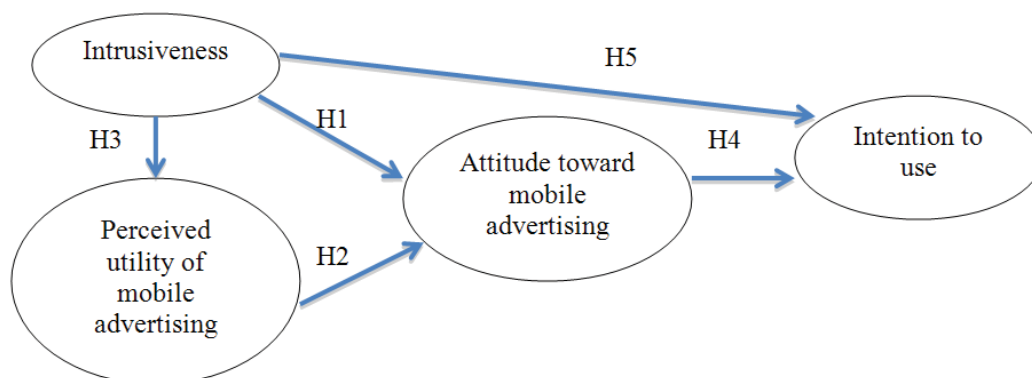 Intrusiveness
H5
H3
H1
H4
Intention to
use
Attitude toward
mobile
advertising
Perceived
utility of
mobile
advertising
H2